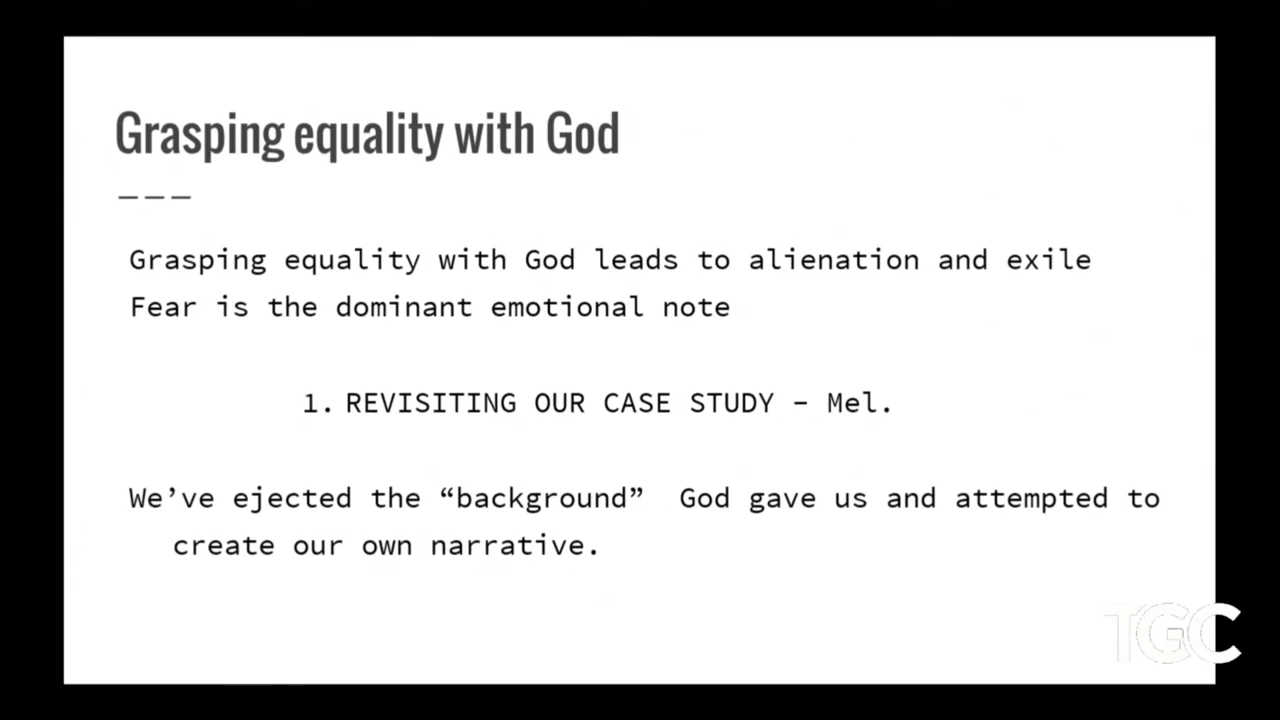 Grasping equality with God
Grasping equality with God leads to alienation and exile
Fear is the dominant emotional note
1. REVISITING OUR CASE STUDY – Mel.
We’ve ejected the “background” God gave us and attempted to
create our own narrative.
TGC